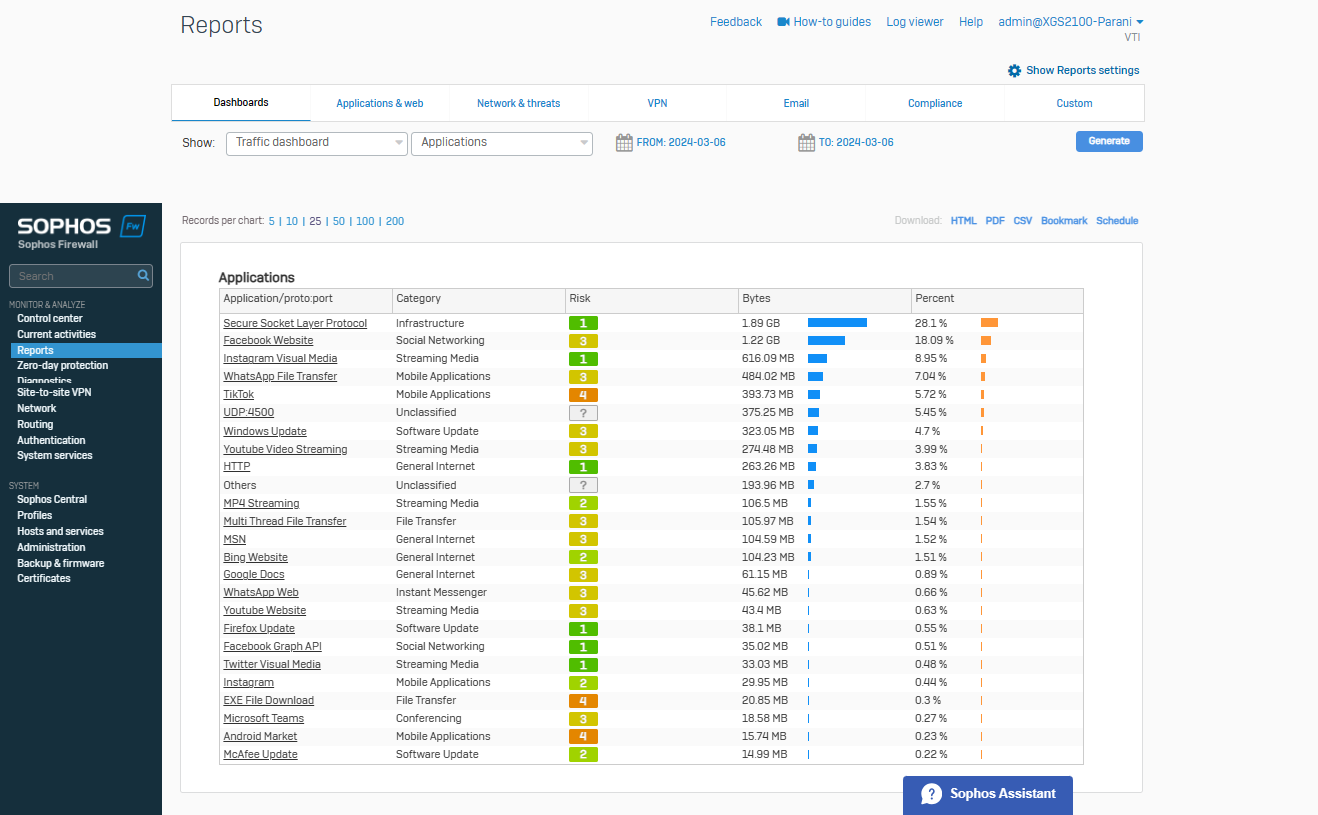 Reports
Feedback How-to guides Log viewer Help admin@XGS2100-Parani
VTI
Show Reports settings
Dashboards Applications & web Network & threats VPN Email Compliance Custom
Show: Traffic dashboard Applications FROM: 2024-03-06 TO: 2024-03-06 Generate
SOPHOS Fw
Sophos Firewall
Search
MONITOR & ANALYZE
Control center
Current activities
Reports
Zero-day protection
Diagnostics
Site-to-site VPN
Network
Routing
Authentication
System services
SYSTEM
Sophos Central
Profiles
Hosts and services
Administration
Backup & firmware
Certificates
Records per chart: 5 | 10 | 25 | 50 | 100 | 200
Download: HTML PDF CSV Bookmark Schedule
Applications
Application/proto:port Category Risk Bytes Percent
Secure Socket Layer Protocol Infrastructure 1 1.89 GB 28.1 %
Facebook Website Social Networking 3 1.22 GB 18.09 %
Instagram Visual Media Streaming Media 1 616.09 MB 8.95 %
WhatsApp File Transfer Mobile Applications 3 484.02 MB 7.04 %
TikTok Mobile Applications 4 393.73 MB 5.72 %
UDP:4500 Unclassified ? 375.25 MB 5.45 %
Windows Update Software Update 3 323.05 MB 4.7 %
Youtube Video Streaming Streaming Media 3 274.48 MB 3.99 %
HTTP General Internet 1 263.26 MB 3.83 %
Others Unclassified ? 193.96 MB 2.7 %
MP4 Streaming Streaming Media 2 106.5 MB 1.55 %
Multi Thread File Transfer File Transfer 3 105.97 MB 1.54 %
MSN General Internet 3 104.59 MB 1.52 %
Bing Website General Internet 2 104.23 MB 1.51 %
Google Docs General Internet 3 61.15 MB 0.89 %
WhatsApp Web Instant Messenger 3 45.62 MB 0.66 %
Youtube Website Streaming Media 3 43.4 MB 0.63 %
Firefox Update Software Update 1 38.1 MB 0.55 %
Facebook Graph API Social Networking 1 35.02 MB 0.51 %
Twitter Visual Media Streaming Media 1 33.03 MB 0.48 %
Instagram Mobile Applications 2 29.95 MB 0.44 %
EXE File Download File Transfer 4 20.85 MB 0.3 %
Microsoft Teams Conferencing 3 18.58 MB 0.27 %
Android Market Mobile Applications 4 15.74 MB 0.23 %
McAfee Update Software Update 2 14.99 MB 0.22 %
? Sophos Assistant